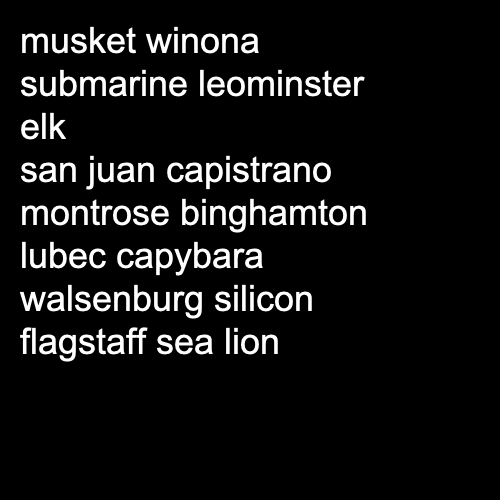 musket winona
submarine leominster
elk
san juan capistrano
montrose binghamton
lubec capybara
walsenburg silicon
flagstaff sea lion